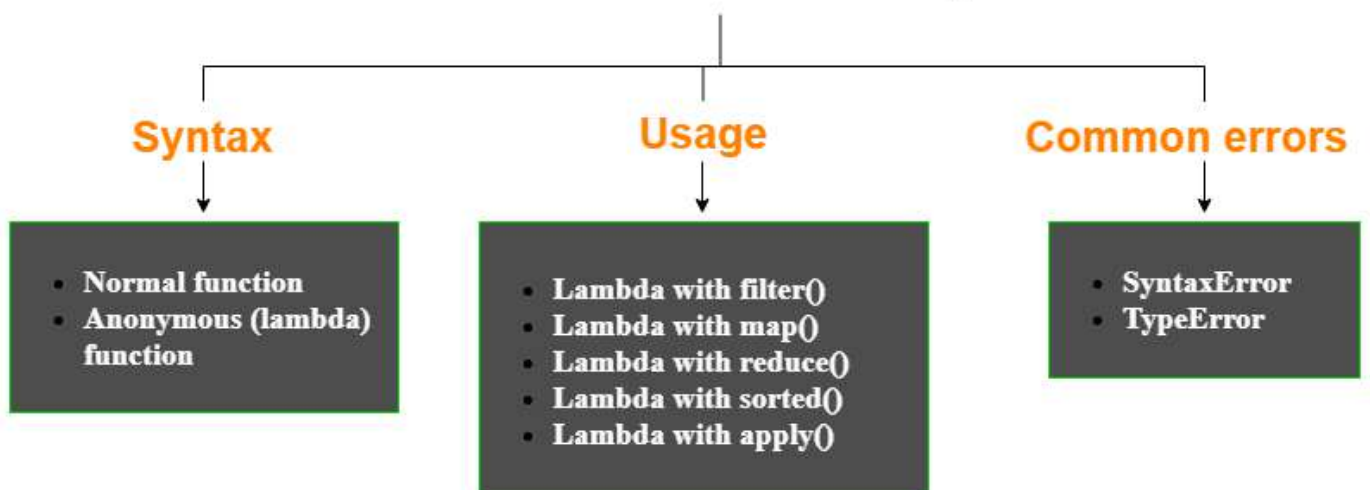 Syntax
Usage
Common errors
Normal function
Anonymous (lambda)
function
Lambda with filter()
Lambda with map()
Lambda with reduce()
Lambda with sorted()
Lambda with apply()
SyntaxError
TypeError